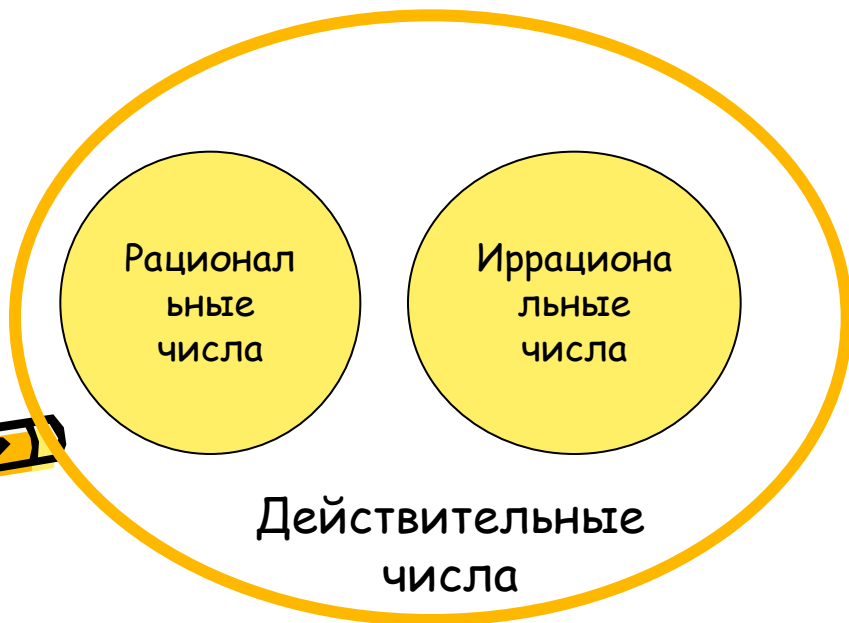 Рационал
ьные
числа
Иррациона
льные
числа
Действительные
числа